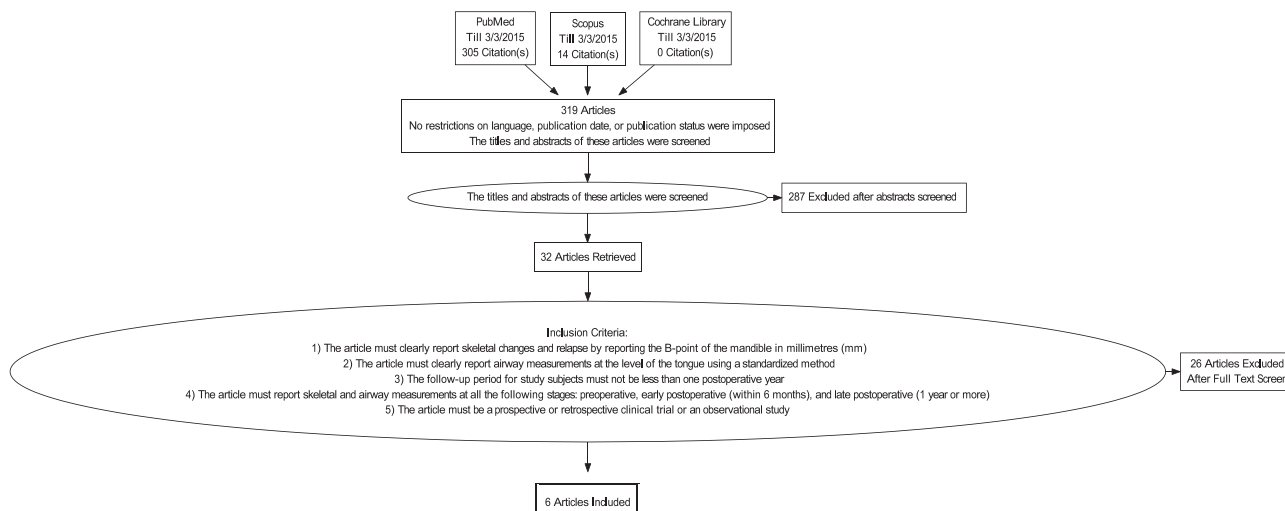 PubMed
Till 3/3/2015
305 Citation(s)
Scopus
Till 3/3/2015
14 Citation(s)
Cochrane Library
Till 3/3/2015
0 Citation(s)
319 Articles
No restrictions on language, publication date, or publication status were imposed
The titles and abstracts of these articles were screened
The titles and abstracts of these articles were screened
287 Excluded after abstracts screened
32 Articles Retrieved
Inclusion Criteria:
1) The article must clearly report skeletal changes and relapse by reporting the B-point of the mandible in millimetres (mm)
2) The article must clearly report airway measurements at the level of the tongue using a standardized method
3) The follow-up period for study subjects must not be less than one postoperative year
4) The article must report skeletal and airway measurements at all the following stages: preoperative, early postoperative (within 6 months), and late postoperative (1 year or more)
5) The article must be a prospective or retrospective clinical trial or an observational study
26 Articles Excluded
After Full Text Screen
6 Articles Included